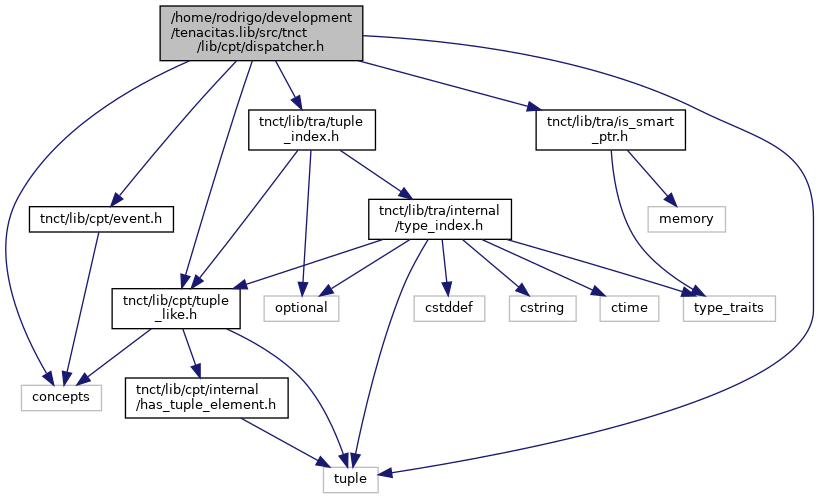 /home/rodrigo/development
/tenacitas.lib/src/tnct
/lib/cpt/dispatcher.h
tnct/lib/tra/tuple
_index.h
tnct/lib/tra/is_smart
_ptr.h
tnct/lib/cpt/event.h
tnct/lib/tra/internal
/type_index.h
memory
tnct/lib/cpt/tuple
_like.h
optional
cstddef
cstring
ctime
type_traits
concepts
tnct/lib/cpt/internal
/has_tuple_element.h
tuple